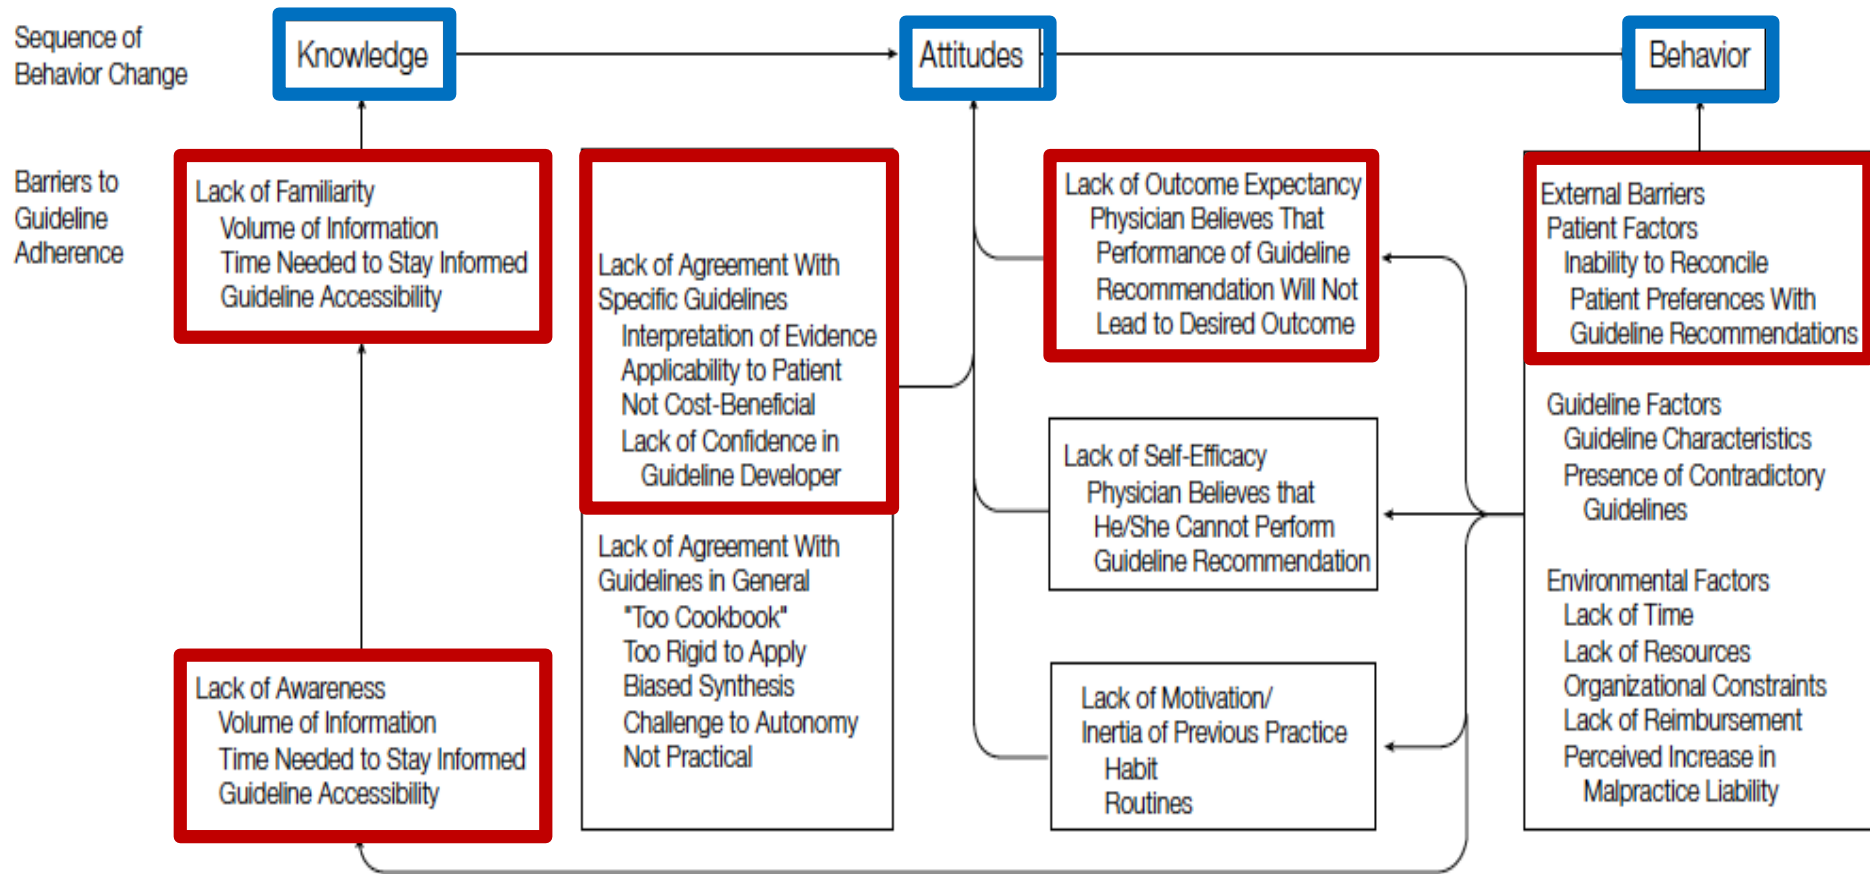 Sequence of
Behavior Change
Knowledge
Attitudes
Behavior
Barriers to
Guideline
Adherence
Lack of Familiarity
Volume of Information
Time Needed to Stay Informed
Guideline Accessibility
Lack of Awareness
Volume of Information
Time Needed to Stay Informed
Guideline Accessibility
Lack of Agreement With
Specific Guidelines
Interpretation of Evidence
Applicability to Patient
Not Cost-Beneficial
Lack of Confidence in
Guideline Developer
Lack of Agreement With
Guidelines in General
"Too Cookbook"
Too Rigid to Apply
Biased Synthesis
Challenge to Autonomy
Not Practical
Lack of Outcome Expectancy
Physician Believes That
Performance of Guideline
Recommendation Will Not
Lead to Desired Outcome
Lack of Self-Efficacy
Physician Believes that
He/She Cannot Perform
Guideline Recommendation
Lack of Motivation/
Inertia of Previous Practice
Habit
Routines
External Barriers
Patient Factors
Inability to Reconcile
Patient Preferences With
Guideline Recommendations
Guideline Factors
Guideline Characteristics
Presence of Contradictory
Guidelines
Environmental Factors
Lack of Time
Lack of Resources
Organizational Constraints
Lack of Reimbursement
Perceived Increase in
Malpractice Liability